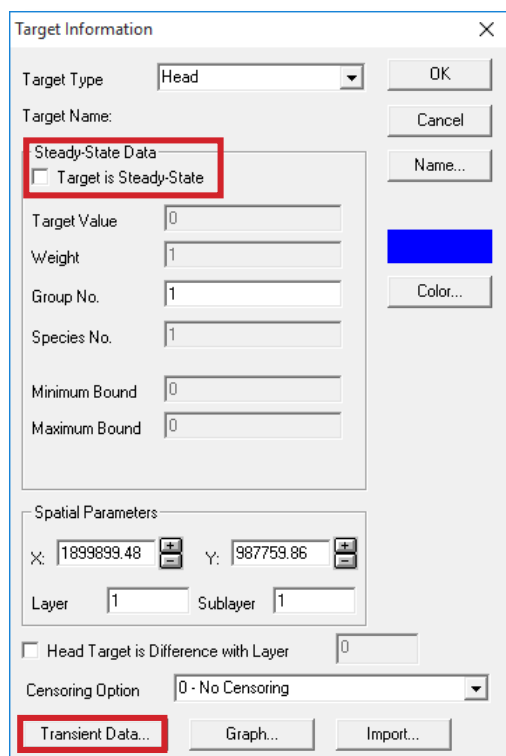 Target Information
Target Type Head OK
Target Name: Cancel
Steady-State Data Name...
Target is Steady-State
Target Value 0
Weight 1
Group No. 1 Color...
Species No. 1
Minimum Bound 0
Maximum Bound 0
Spatial Parameters
X: 1899899.48 + - Y: 987759.86 + -
Layer 1 Sublayer 1
Head Target is Difference with Layer 0
Censoring Option 0 - No Censoring
Transient Data... Graph... Import...